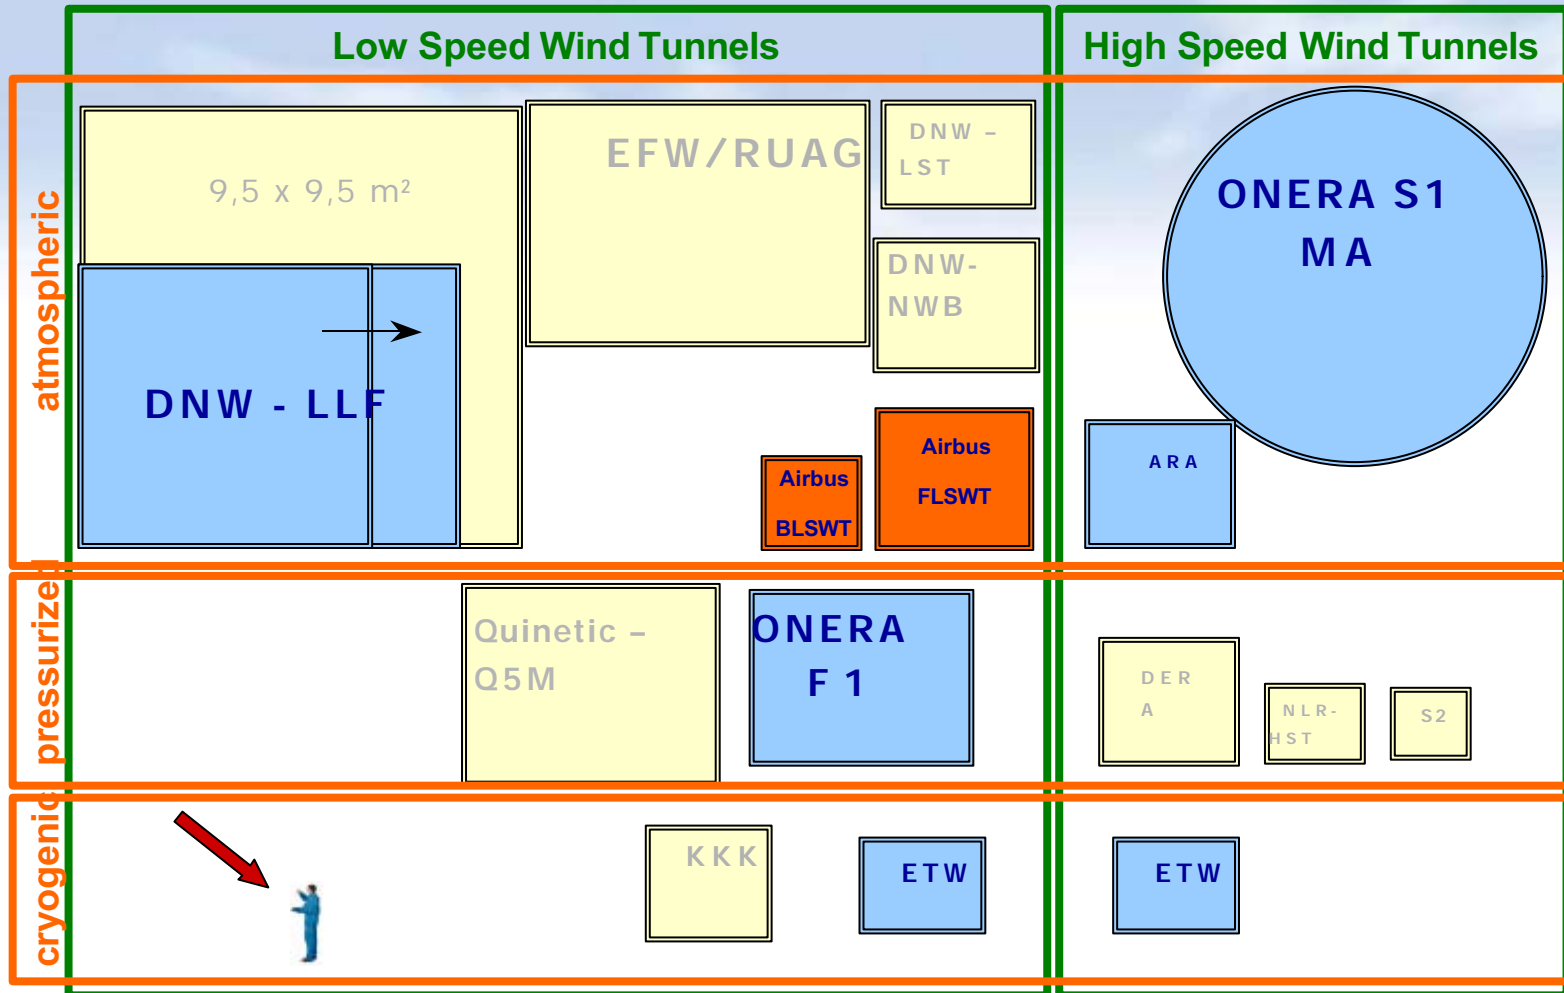 Low Speed Wind Tunnels
High Speed Wind Tunnels
atmospheric
9,5 x 9,5 m²
EFW/RUAG
DNW –
LST
DNW-
NWB
DNW - LLF
Airbus
BLSWT
Airbus
FLSWT
ONERA S1
MA
ARA
pressurized
Quinetic –
Q5M
ONERA
F 1
DER
A
NLR-
HST
S2
cryogenic
KKK
ETW
ETW